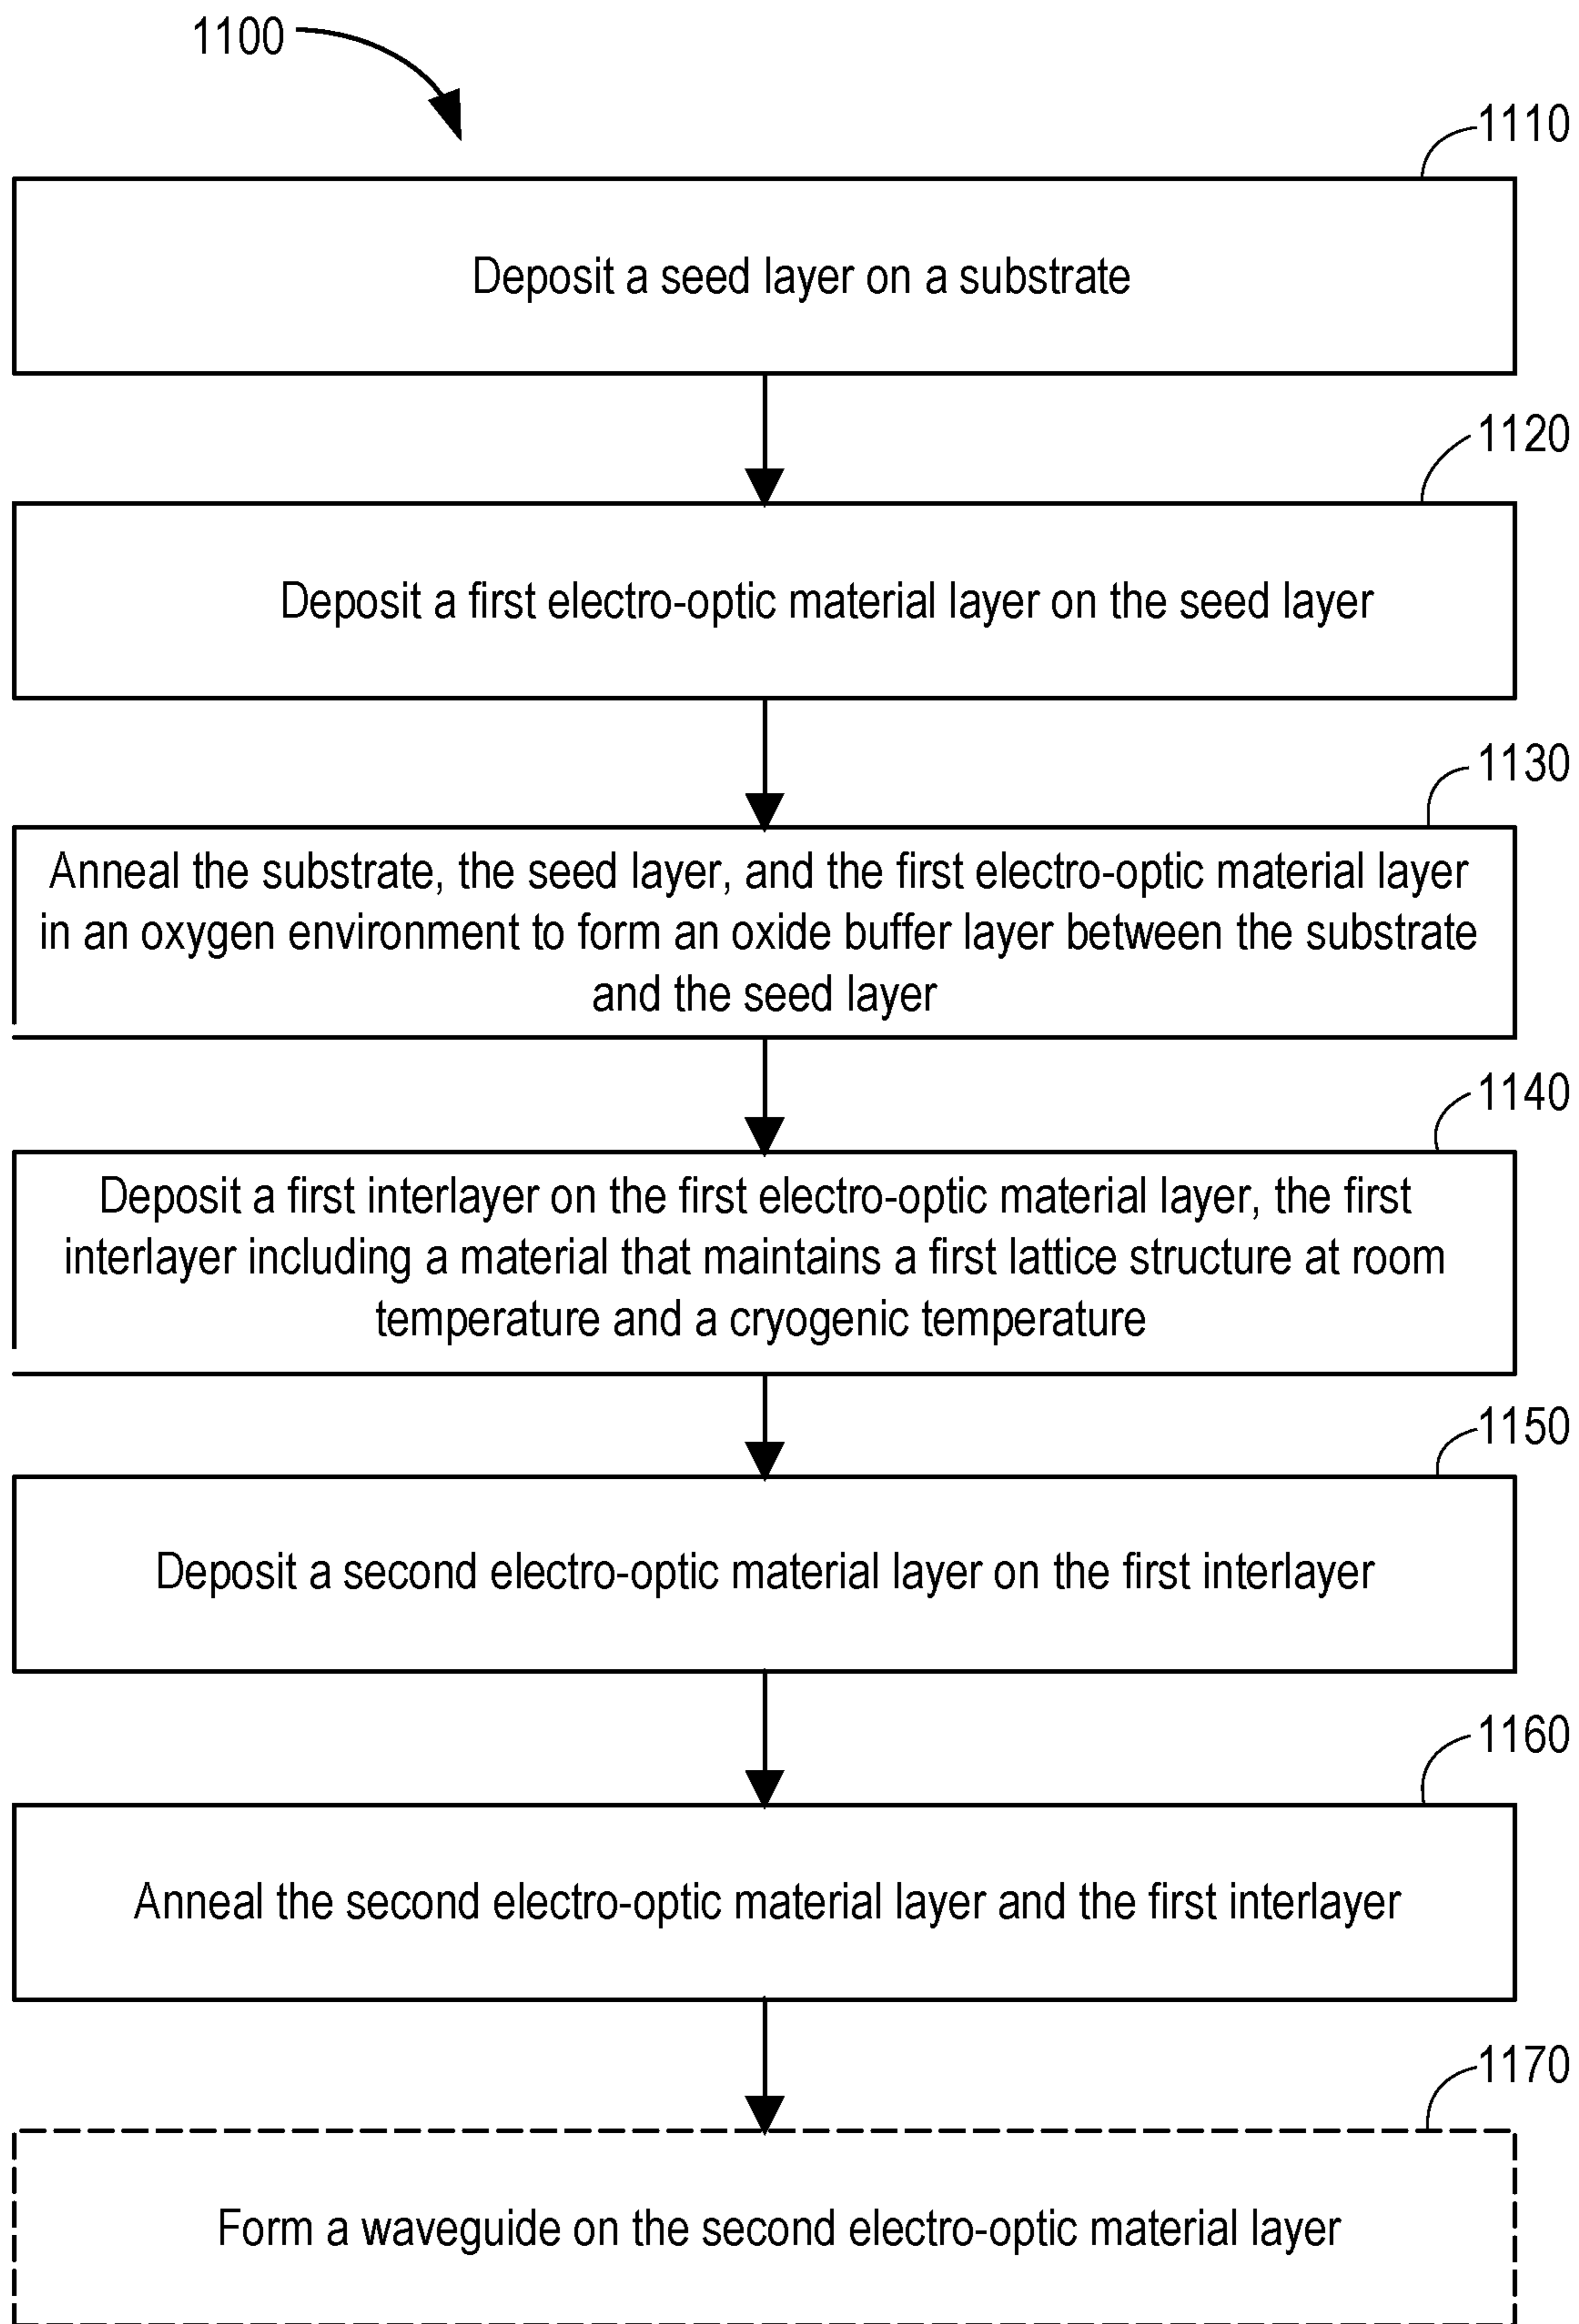 1100
1110
Deposit a seed layer on a substrate
1120
Deposit a first electro-optic material layer on the seed layer
1130
Anneal the substrate, the seed layer, and the first electro-optic material layer
in an oxygen environment to form an oxide buffer layer between the substrate
and the seed layer
1140
Deposit a first interlayer on the first electro-optic material layer, the first
interlayer including a material that maintains a first lattice structure at room
temperature and a cryogenic temperature
1150
Deposit a second electro-optic material layer on the first interlayer
1160
Anneal the second electro-optic material layer and the first interlayer
1170
Form a waveguide on the second electro-optic material layer